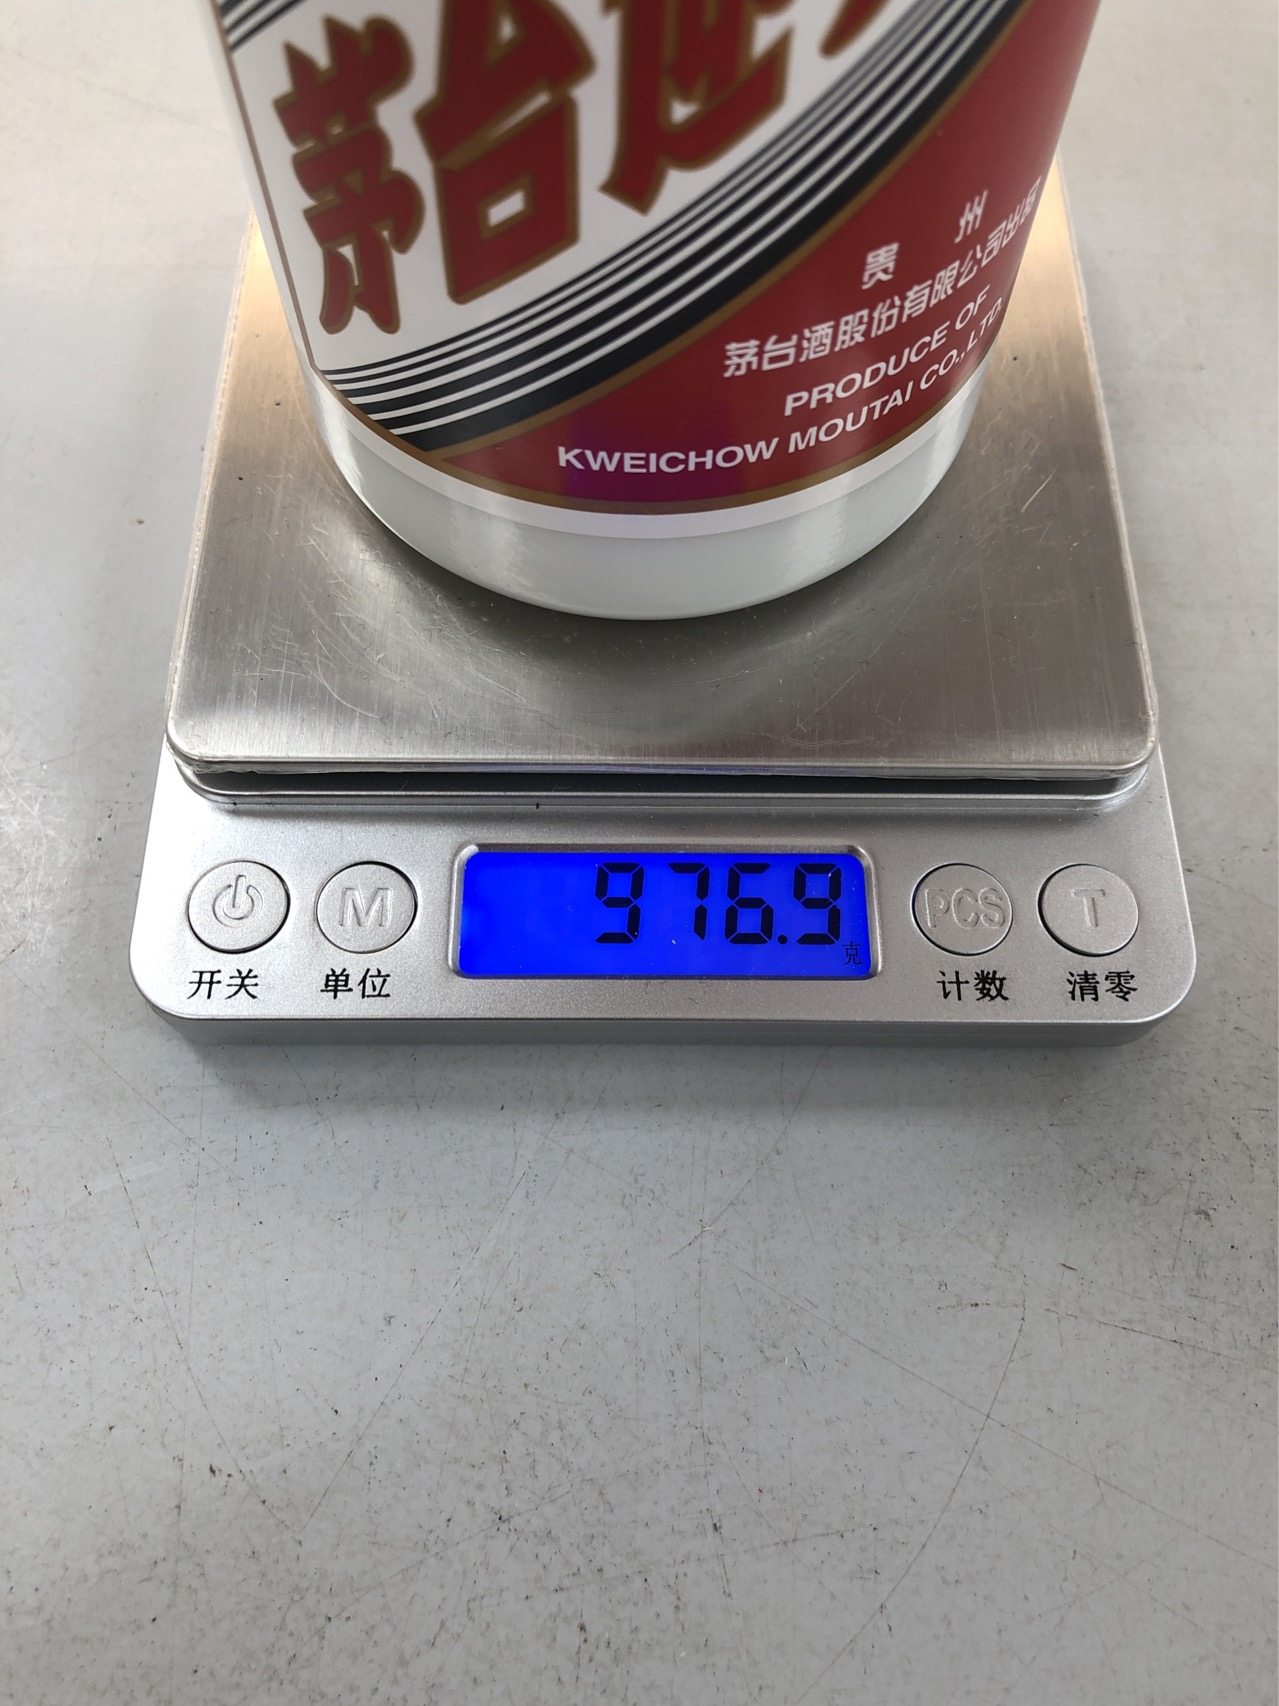 茅台迎
贵州
茅台酒股份有限公司出品
PRODUCE OF
KWEICHOW MOUTAI CO.,LTD.
976.9
克
M
PCS
T
开关
单位
计数
清零